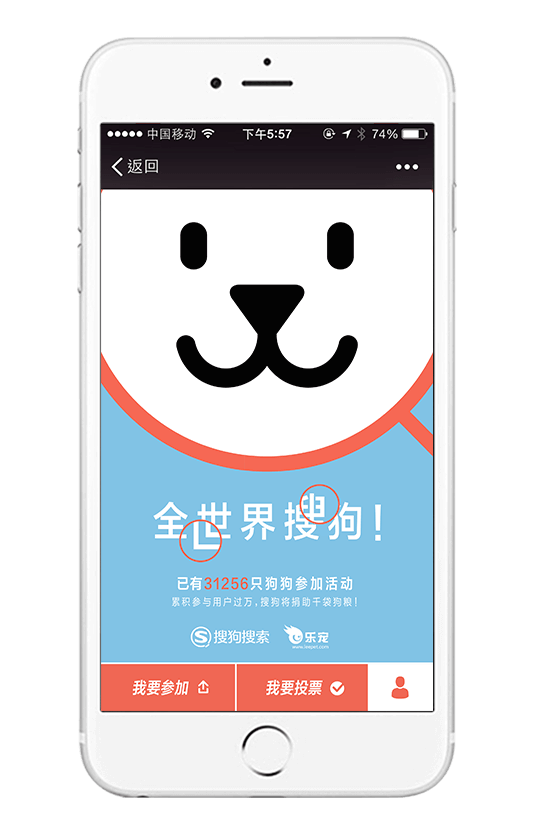 中国移动 下午5:57 74%
返回
全世界搜狗!
已有31256只狗狗参加活动
累积参与用户过万,搜狗将捐助千袋狗粮!
S搜狗搜索 乐宠
www.leepet.com
我要参加 我要投票